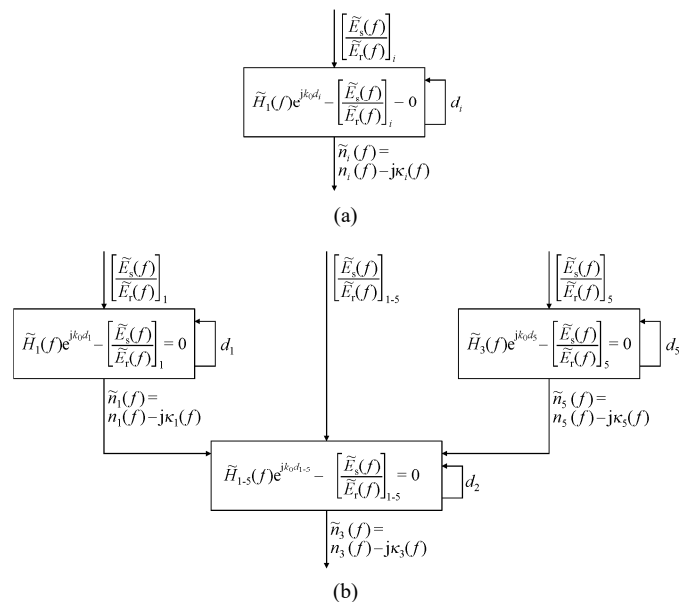 [Ẽs(f)/Ẽr(f)]i
H̃1(f)e^{jk0di} − [Ẽs(f)/Ẽr(f)]i − 0
di
ñi(f) =
ni(f)−jκi(f)
(a)
[Ẽs(f)/Ẽr(f)]1
[Ẽs(f)/Ẽr(f)]1-5
[Ẽs(f)/Ẽr(f)]5
H̃1(f)e^{jk0d1} − [Ẽs(f)/Ẽr(f)]1 = 0
d1
H̃3(f)e^{jk0d5} − [Ẽs(f)/Ẽr(f)]5 = 0
d5
ñ1(f) =
n1(f)−jκ1(f)
ñ5(f) =
n5(f)−jκ5(f)
H̃1-5(f)e^{jk0d1-5} − [Ẽs(f)/Ẽr(f)]1-5 = 0
d2
ñ3(f) =
n3(f)−jκ3(f)
(b)